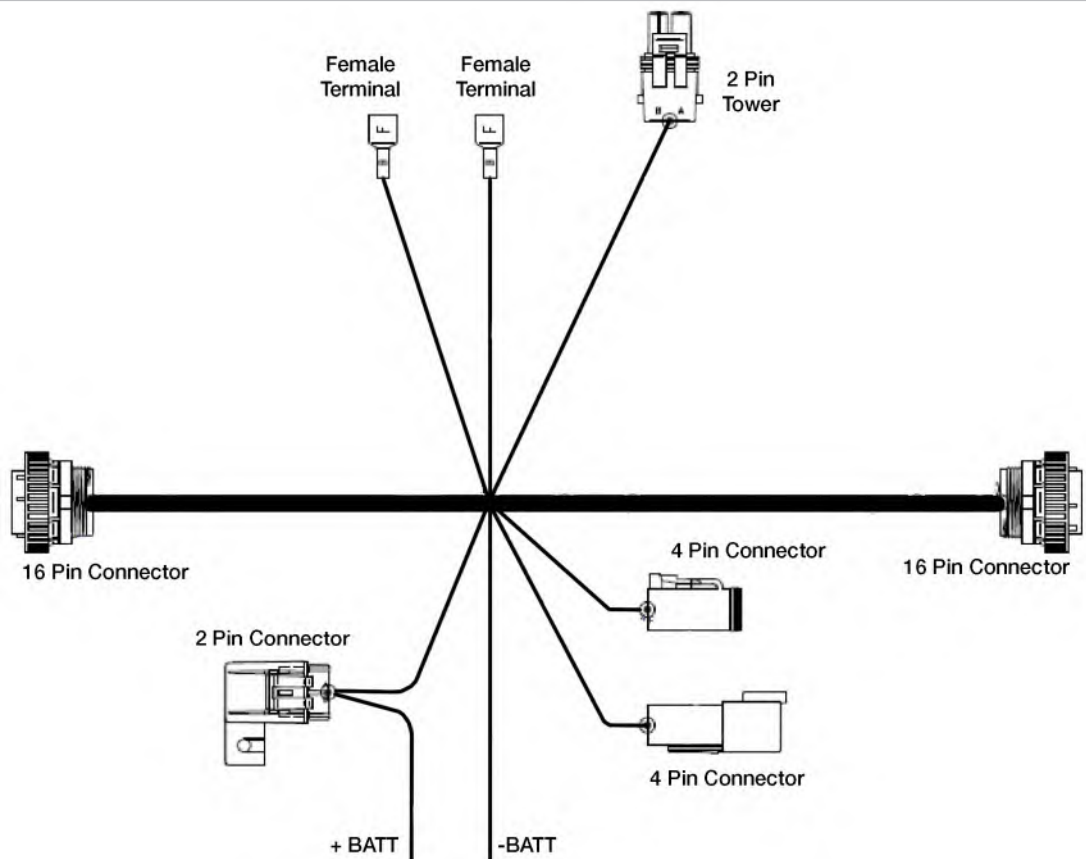 Female
Terminal
Female
Terminal
2 Pin
Tower
F
F
B A
16 Pin Connector
4 Pin Connector
16 Pin Connector
2 Pin Connector
4 Pin Connector
+ BATT
-BATT